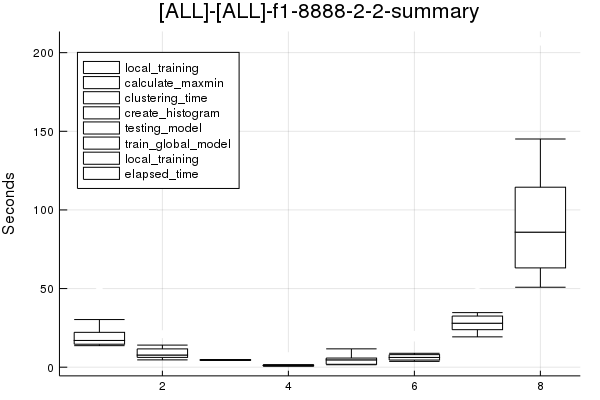 [ALL]-[ALL]-f1-8888-2-2-summary
200
150
100
50
0
Seconds
local_training
calculate_maxmin
clustering_time
create_histogram
testing_model
train_global_model
local_training
elapsed_time
2 4 6 8